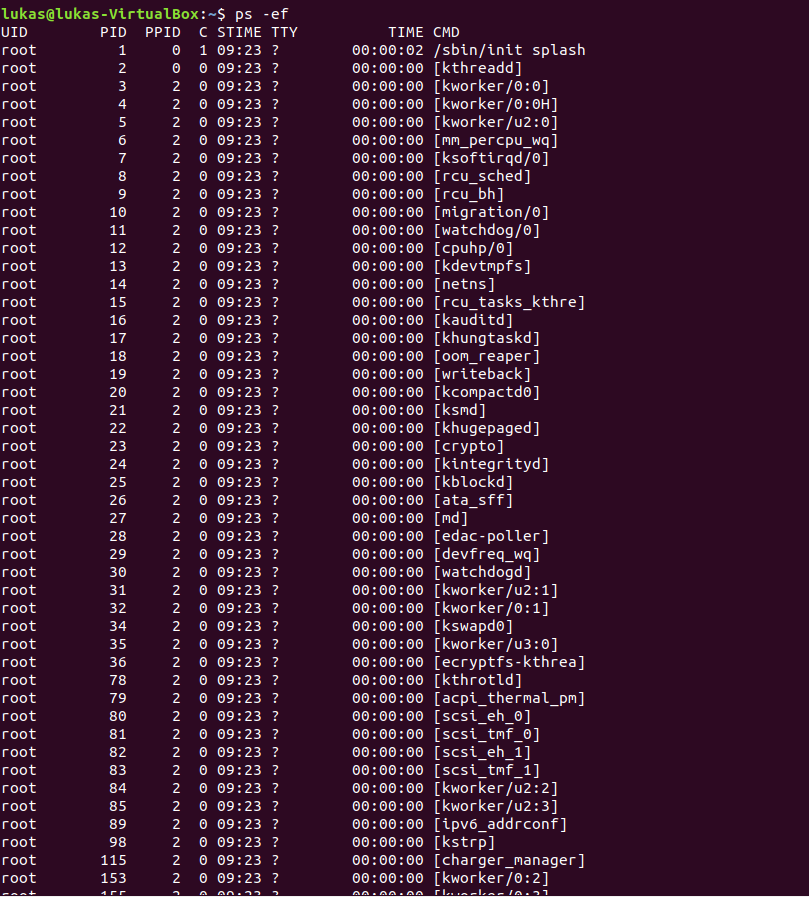 lukas@lukas-VirtualBox:~$ ps -ef
UID        PID  PPID  C STIME TTY          TIME CMD
root         1     0  1 09:23 ?        00:00:02 /sbin/init splash
root         2     0  0 09:23 ?        00:00:00 [kthreadd]
root         3     2  0 09:23 ?        00:00:00 [kworker/0:0]
root         4     2  0 09:23 ?        00:00:00 [kworker/0:0H]
root         5     2  0 09:23 ?        00:00:00 [kworker/u2:0]
root         6     2  0 09:23 ?        00:00:00 [mm_percpu_wq]
root         7     2  0 09:23 ?        00:00:00 [ksoftirqd/0]
root         8     2  0 09:23 ?        00:00:00 [rcu_sched]
root         9     2  0 09:23 ?        00:00:00 [rcu_bh]
root        10     2  0 09:23 ?        00:00:00 [migration/0]
root        11     2  0 09:23 ?        00:00:00 [watchdog/0]
root        12     2  0 09:23 ?        00:00:00 [cpuhp/0]
root        13     2  0 09:23 ?        00:00:00 [kdevtmpfs]
root        14     2  0 09:23 ?        00:00:00 [netns]
root        15     2  0 09:23 ?        00:00:00 [rcu_tasks_kthre]
root        16     2  0 09:23 ?        00:00:00 [kauditd]
root        17     2  0 09:23 ?        00:00:00 [khungtaskd]
root        18     2  0 09:23 ?        00:00:00 [oom_reaper]
root        19     2  0 09:23 ?        00:00:00 [writeback]
root        20     2  0 09:23 ?        00:00:00 [kcompactd0]
root        21     2  0 09:23 ?        00:00:00 [ksmd]
root        22     2  0 09:23 ?        00:00:00 [khugepaged]
root        23     2  0 09:23 ?        00:00:00 [crypto]
root        24     2  0 09:23 ?        00:00:00 [kintegrityd]
root        25     2  0 09:23 ?        00:00:00 [kblockd]
root        26     2  0 09:23 ?        00:00:00 [ata_sff]
root        27     2  0 09:23 ?        00:00:00 [md]
root        28     2  0 09:23 ?        00:00:00 [edac-poller]
root        29     2  0 09:23 ?        00:00:00 [devfreq_wq]
root        30     2  0 09:23 ?        00:00:00 [watchdogd]
root        31     2  0 09:23 ?        00:00:00 [kworker/u2:1]
root        32     2  0 09:23 ?        00:00:00 [kworker/0:1]
root        34     2  0 09:23 ?        00:00:00 [kswapd0]
root        35     2  0 09:23 ?        00:00:00 [kworker/u3:0]
root        36     2  0 09:23 ?        00:00:00 [ecryptfs-kthrea]
root        78     2  0 09:23 ?        00:00:00 [kthrotld]
root        79     2  0 09:23 ?        00:00:00 [acpi_thermal_pm]
root        80     2  0 09:23 ?        00:00:00 [scsi_eh_0]
root        81     2  0 09:23 ?        00:00:00 [scsi_tmf_0]
root        82     2  0 09:23 ?        00:00:00 [scsi_eh_1]
root        83     2  0 09:23 ?        00:00:00 [scsi_tmf_1]
root        84     2  0 09:23 ?        00:00:00 [kworker/u2:2]
root        85     2  0 09:23 ?        00:00:00 [kworker/u2:3]
root        89     2  0 09:23 ?        00:00:00 [ipv6_addrconf]
root        98     2  0 09:23 ?        00:00:00 [kstrp]
root       115     2  0 09:23 ?        00:00:00 [charger_manager]
root       153     2  0 09:23 ?        00:00:00 [kworker/0:2]